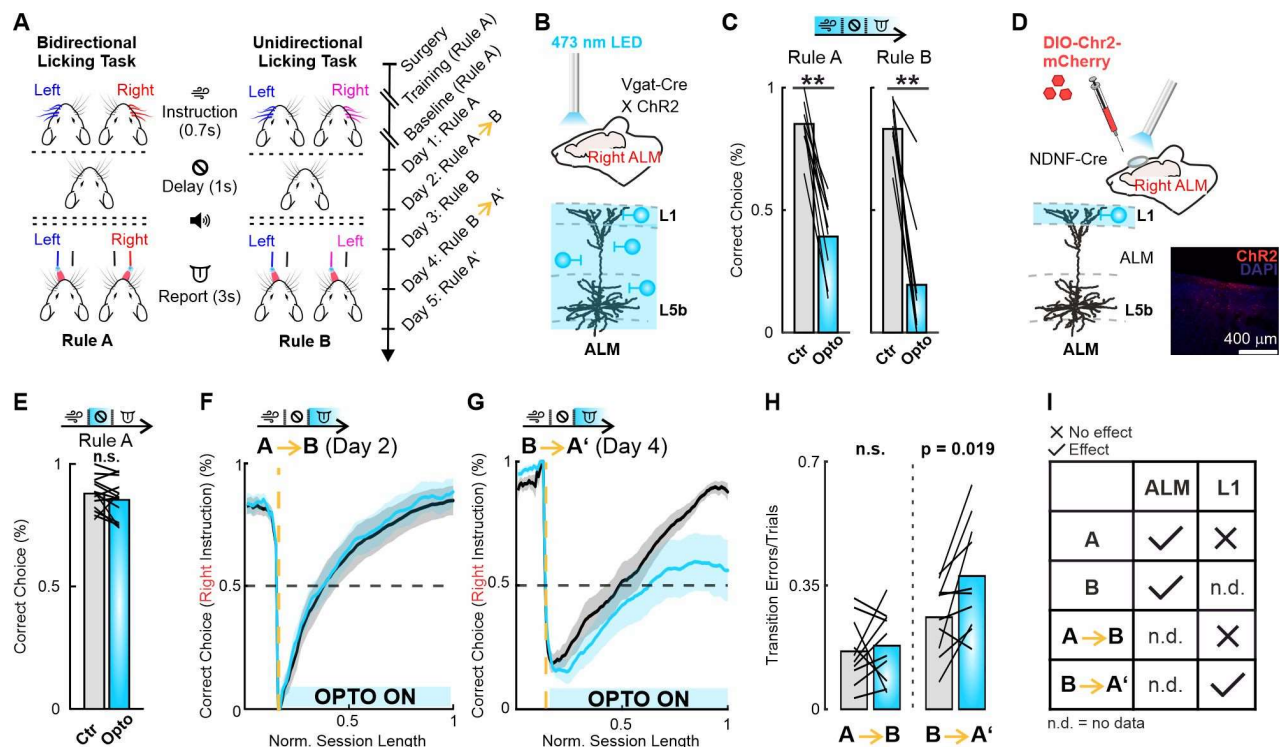 A
Bidirectional
Licking Task
Unidirectional
Licking Task
Left
Right
Instruction
(0.7s)
Left
Right
Delay (1s)
Left
Right
Report (3s)
Left
Left
Rule A
Rule B
Surgery
Training (Rule A)
Baseline (Rule A)
Day 1: Rule A
Day 2: Rule A → B
Day 3: Rule B
Day 4: Rule B → A'
Day 5: Rule A'
B
473 nm LED
Vgat-Cre
X ChR2
Right ALM
L1
L5b
ALM
C
Rule A
Rule B
**
**
Correct Choice (%)
1
0.5
0
Ctr
Opto
Ctr
Opto
D
DIO-Chr2-
mCherry
NDNF-Cre
Right ALM
L1
ALM
L5b
ALM
ChR2
DAPI
400 μm
E
Rule A
n.s.
Correct Choice (%)
1
0.5
0
Ctr
Opto
F
A → B (Day 2)
Correct Choice (Right Instruction) (%)
1
0.5
0
OPTO ON
0.5
1
Norm. Session Length
G
B → A' (Day 4)
Correct Choice (Right Instruction) (%)
1
0.5
0
OPTO ON
0.5
1
Norm. Session Length
H
n.s.
p = 0.019
Transition Errors/Trials
0.7
0.35
0
A → B
B → A'
I
✕ No effect
✓ Effect
ALM
L1
A
✓
✕
B
✓
n.d.
A → B
n.d.
✕
B → A'
n.d.
✓
n.d. = no data